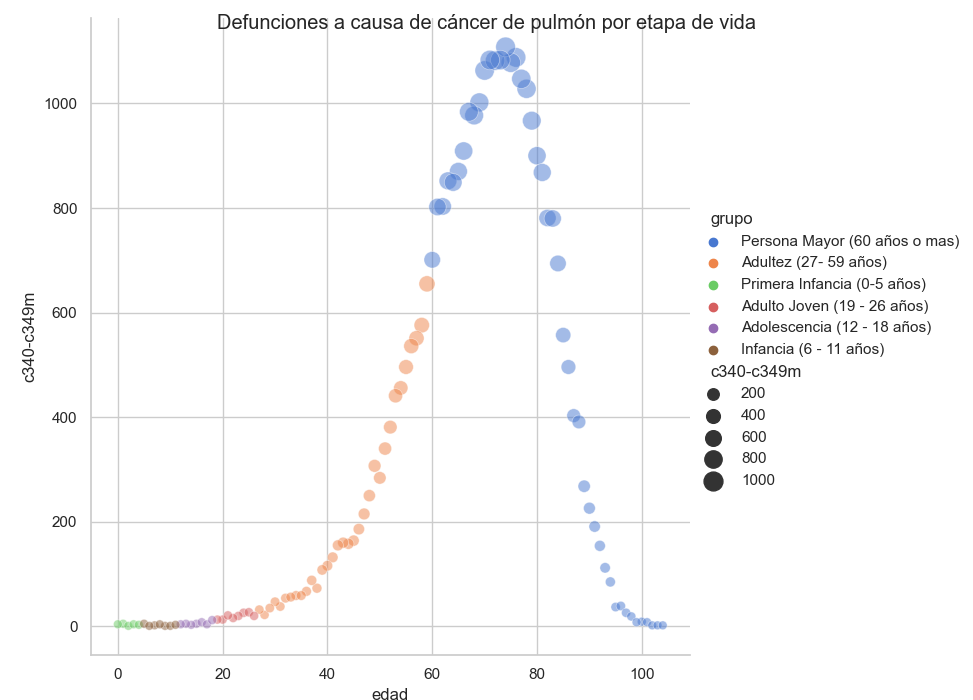 Defunciones a causa de cáncer de pulmón por etapa de vida
1000
800
600
400
200
0
c340-c349m
0
20
40
60
80
100
edad
grupo
Persona Mayor (60 años o mas)
Adultez (27- 59 años)
Primera Infancia (0-5 años)
Adulto Joven (19 - 26 años)
Adolescencia (12 - 18 años)
Infancia (6 - 11 años)
c340-c349m
200
400
600
800
1000